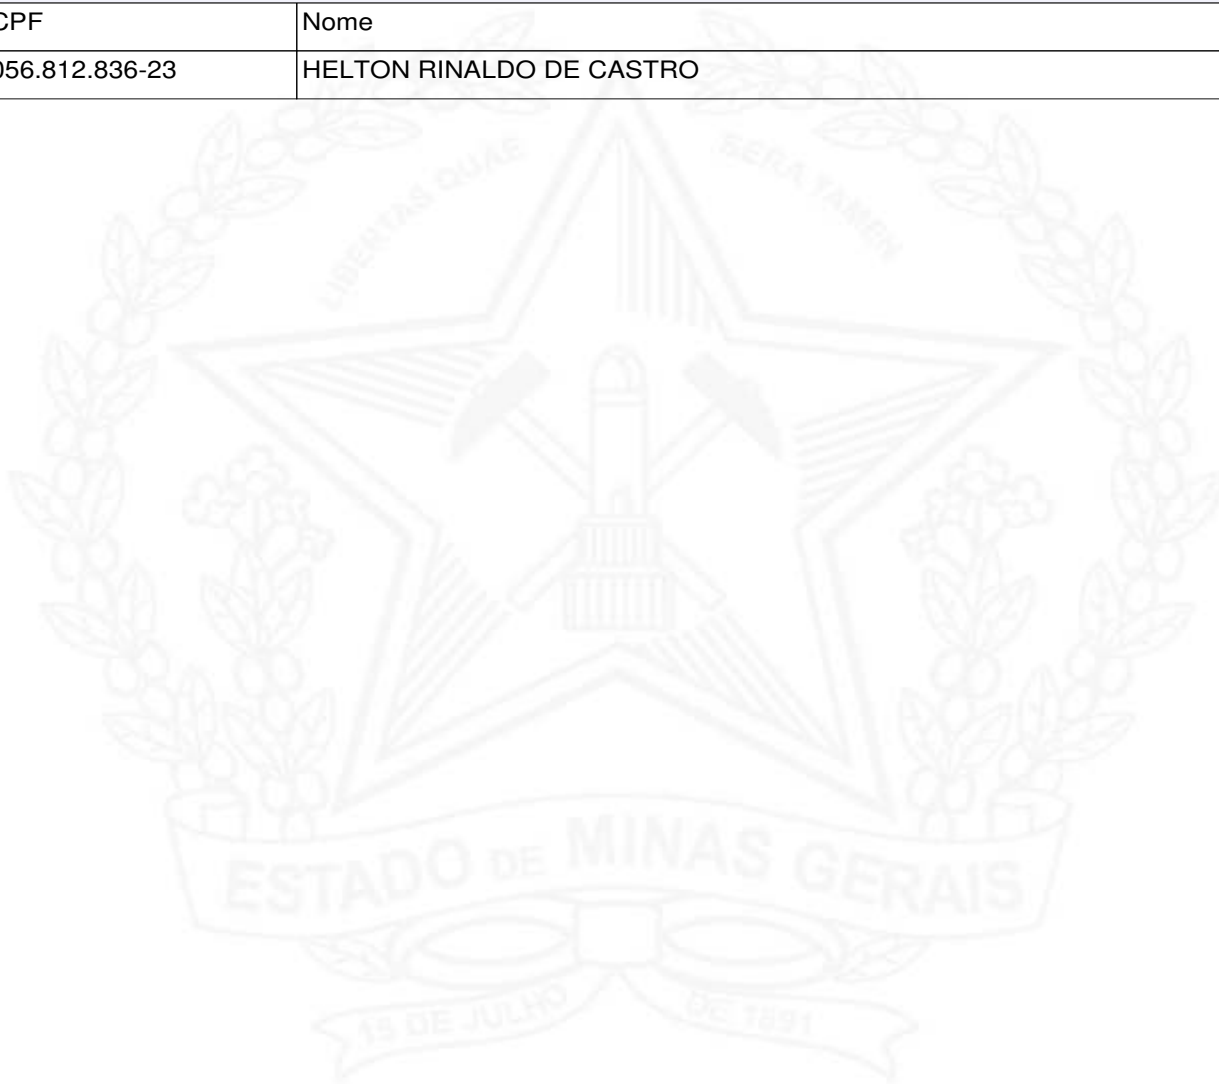 CPF Nome
056.812.836-23 HELTON RINALDO DE CASTRO
LIBERTAS QUAE SERA TAMEN
ESTADO DE MINAS GERAIS
15 DE JULHO DE 1891